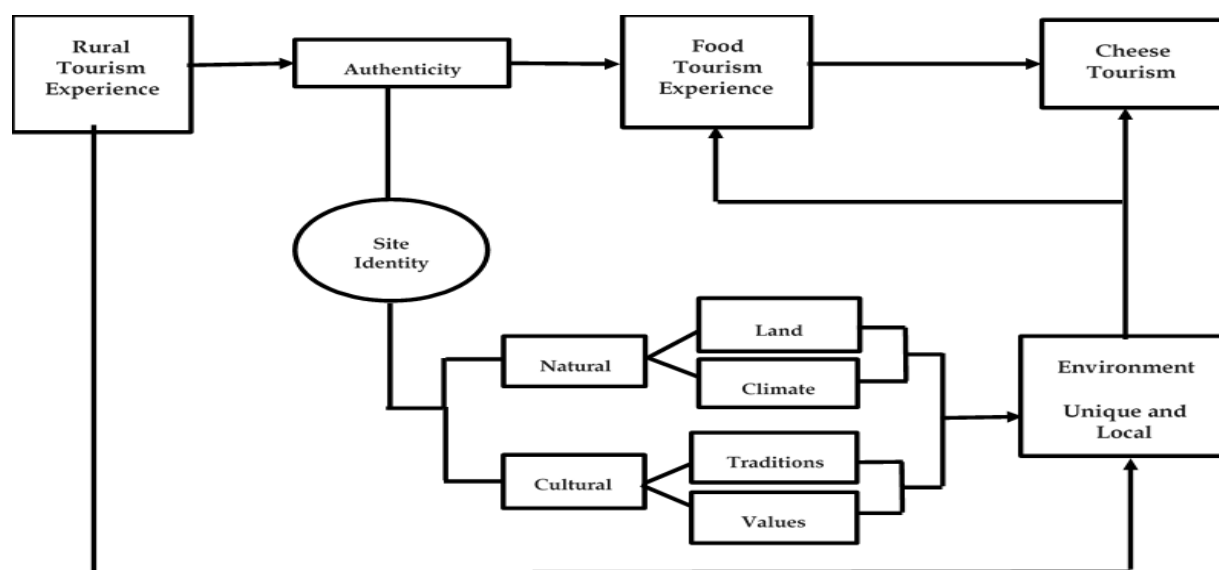 Rural
Tourism
Experience
Authenticity
Food
Tourism
Experience
Cheese
Tourism
Site
Identity
Natural
Land
Climate
Cultural
Traditions
Values
Environment
Unique and
Local